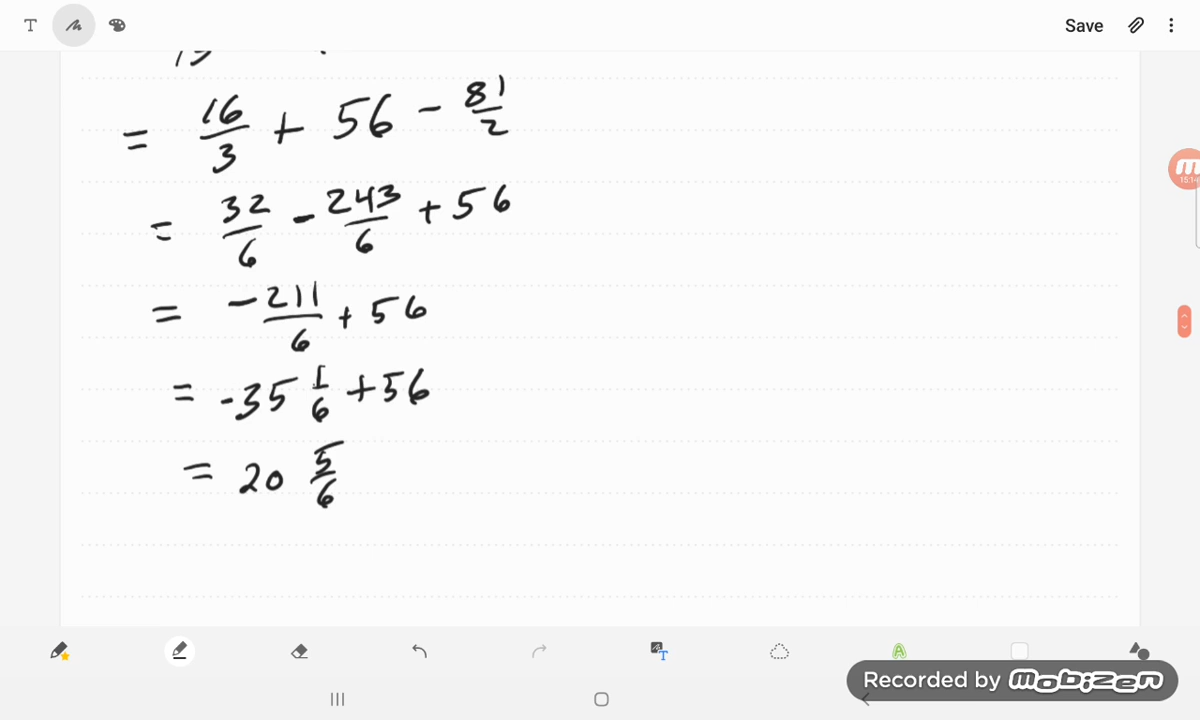 T Save
= 16/3 + 56 - 81/2
= 32/6 - 243/6 + 56
= -211/6 + 56
= -35 1/6 + 56
= 20 5/6
T A
Recorded by mobizen